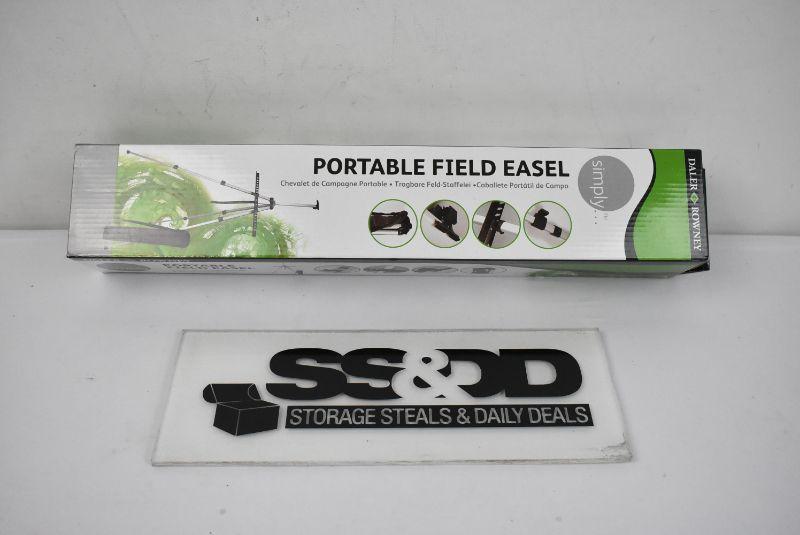 PORTABLE FIELD EASEL
Chevalet de Campagne Portable • Tragbare Feld-Staffelei • Caballete Portátil de Campo
simply...
DALER ROWNEY
PORTABLE
SS&DD
STORAGE STEALS & DAILY DEALS